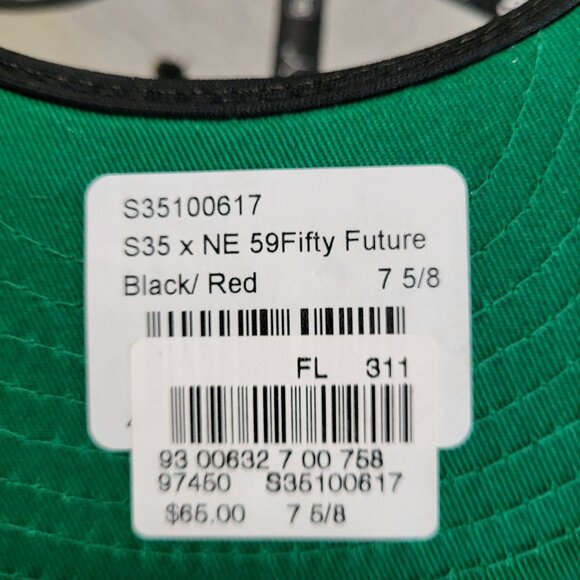 S35100617
S35 x NE 59Fifty Future
Black/ Red 7 5/8
FL 311
93 00632 7 00 758
97450 S35100617
$65.00 7 5/8